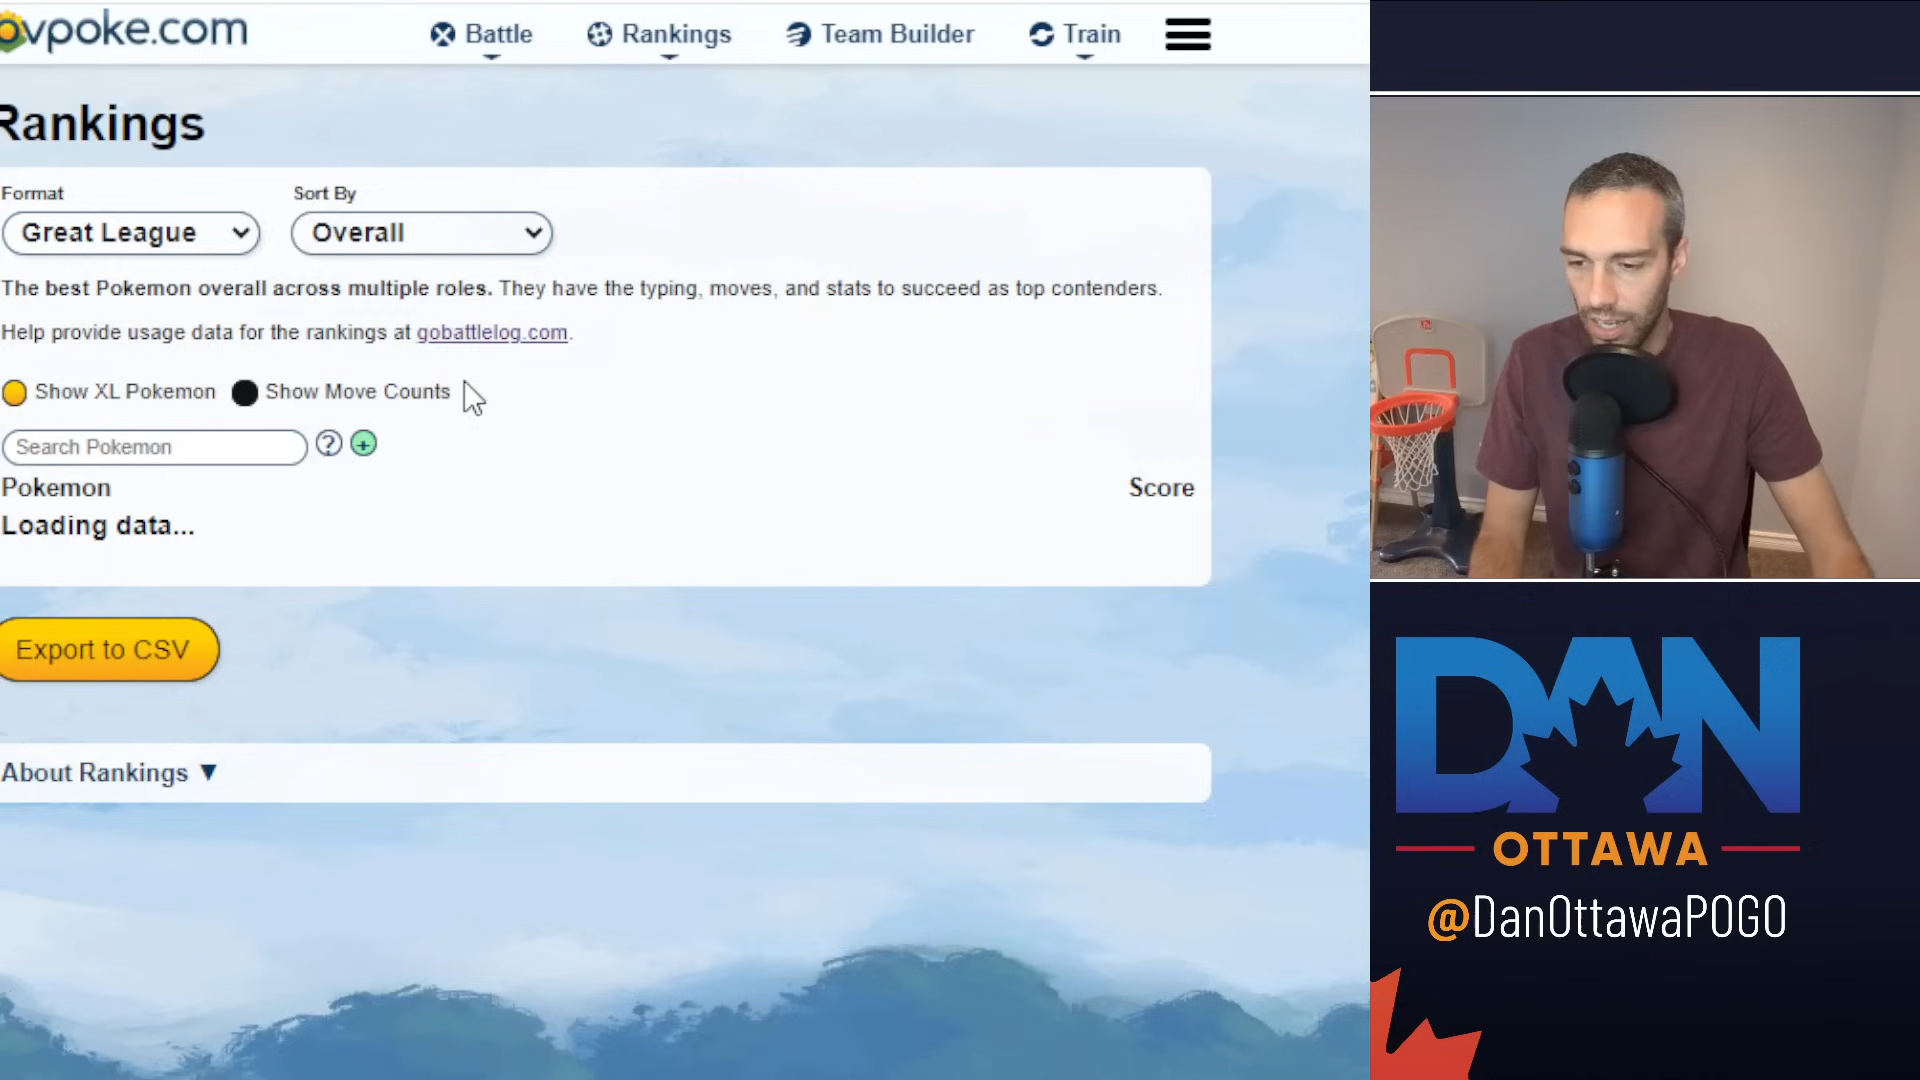 ovpoke.com
Battle
Rankings
Team Builder
Train
Rankings
Format
Sort By
Great League
Overall
The best Pokemon overall across multiple roles. They have the typing, moves, and stats to succeed as top contenders.
Help provide usage data for the rankings at gobattlelog.com.
Show XL Pokemon
Show Move Counts
Search Pokemon
? +
Pokemon
Score
Loading data...
Export to CSV
About Rankings ▼
DAN
OTTAWA
@DanOttawaPOGO